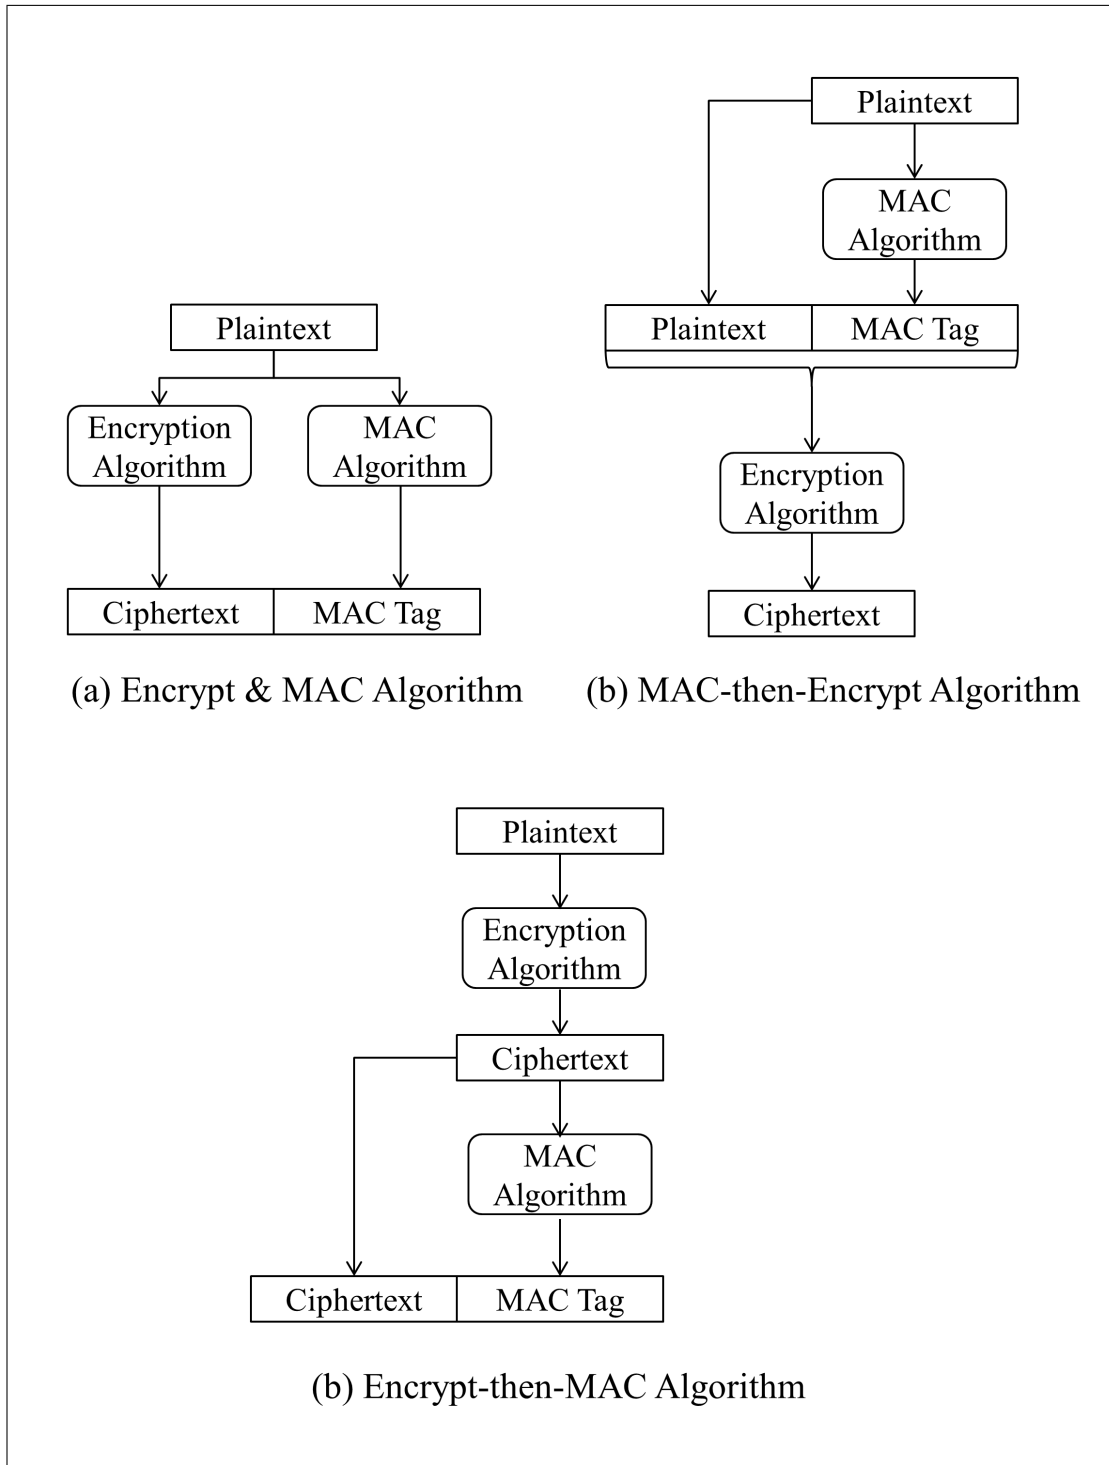 Plaintext
Encryption
Algorithm
MAC
Algorithm
Ciphertext
MAC Tag
(a) Encrypt & MAC Algorithm
Plaintext
MAC
Algorithm
Plaintext
MAC Tag
Encryption
Algorithm
Ciphertext
(b) MAC-then-Encrypt Algorithm
Plaintext
Encryption
Algorithm
Ciphertext
MAC
Algorithm
Ciphertext
MAC Tag
(b) Encrypt-then-MAC Algorithm